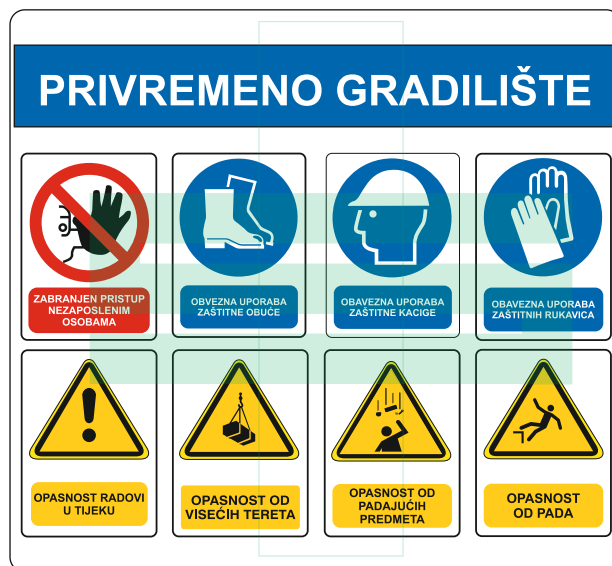 PRIVREMENO GRADILIŠTE
ZABRANJEN PRISTUP
NEZAPOSLENIM
OSOBAMA
OBVEZNA UPORABA
ZAŠTITNE OBUĆE
OBAVEZNA UPORABA
ZAŠTITNE KACIGE
OBAVEZNA UPORABA
ZAŠTITNIH RUKAVICA
OPASNOST RADOVI
U TIJEKU
OPASNOST OD
VISEĆIH TERETA
OPASNOST OD
PADAJUĆIH
PREDMETA
OPASNOST
OD PADA